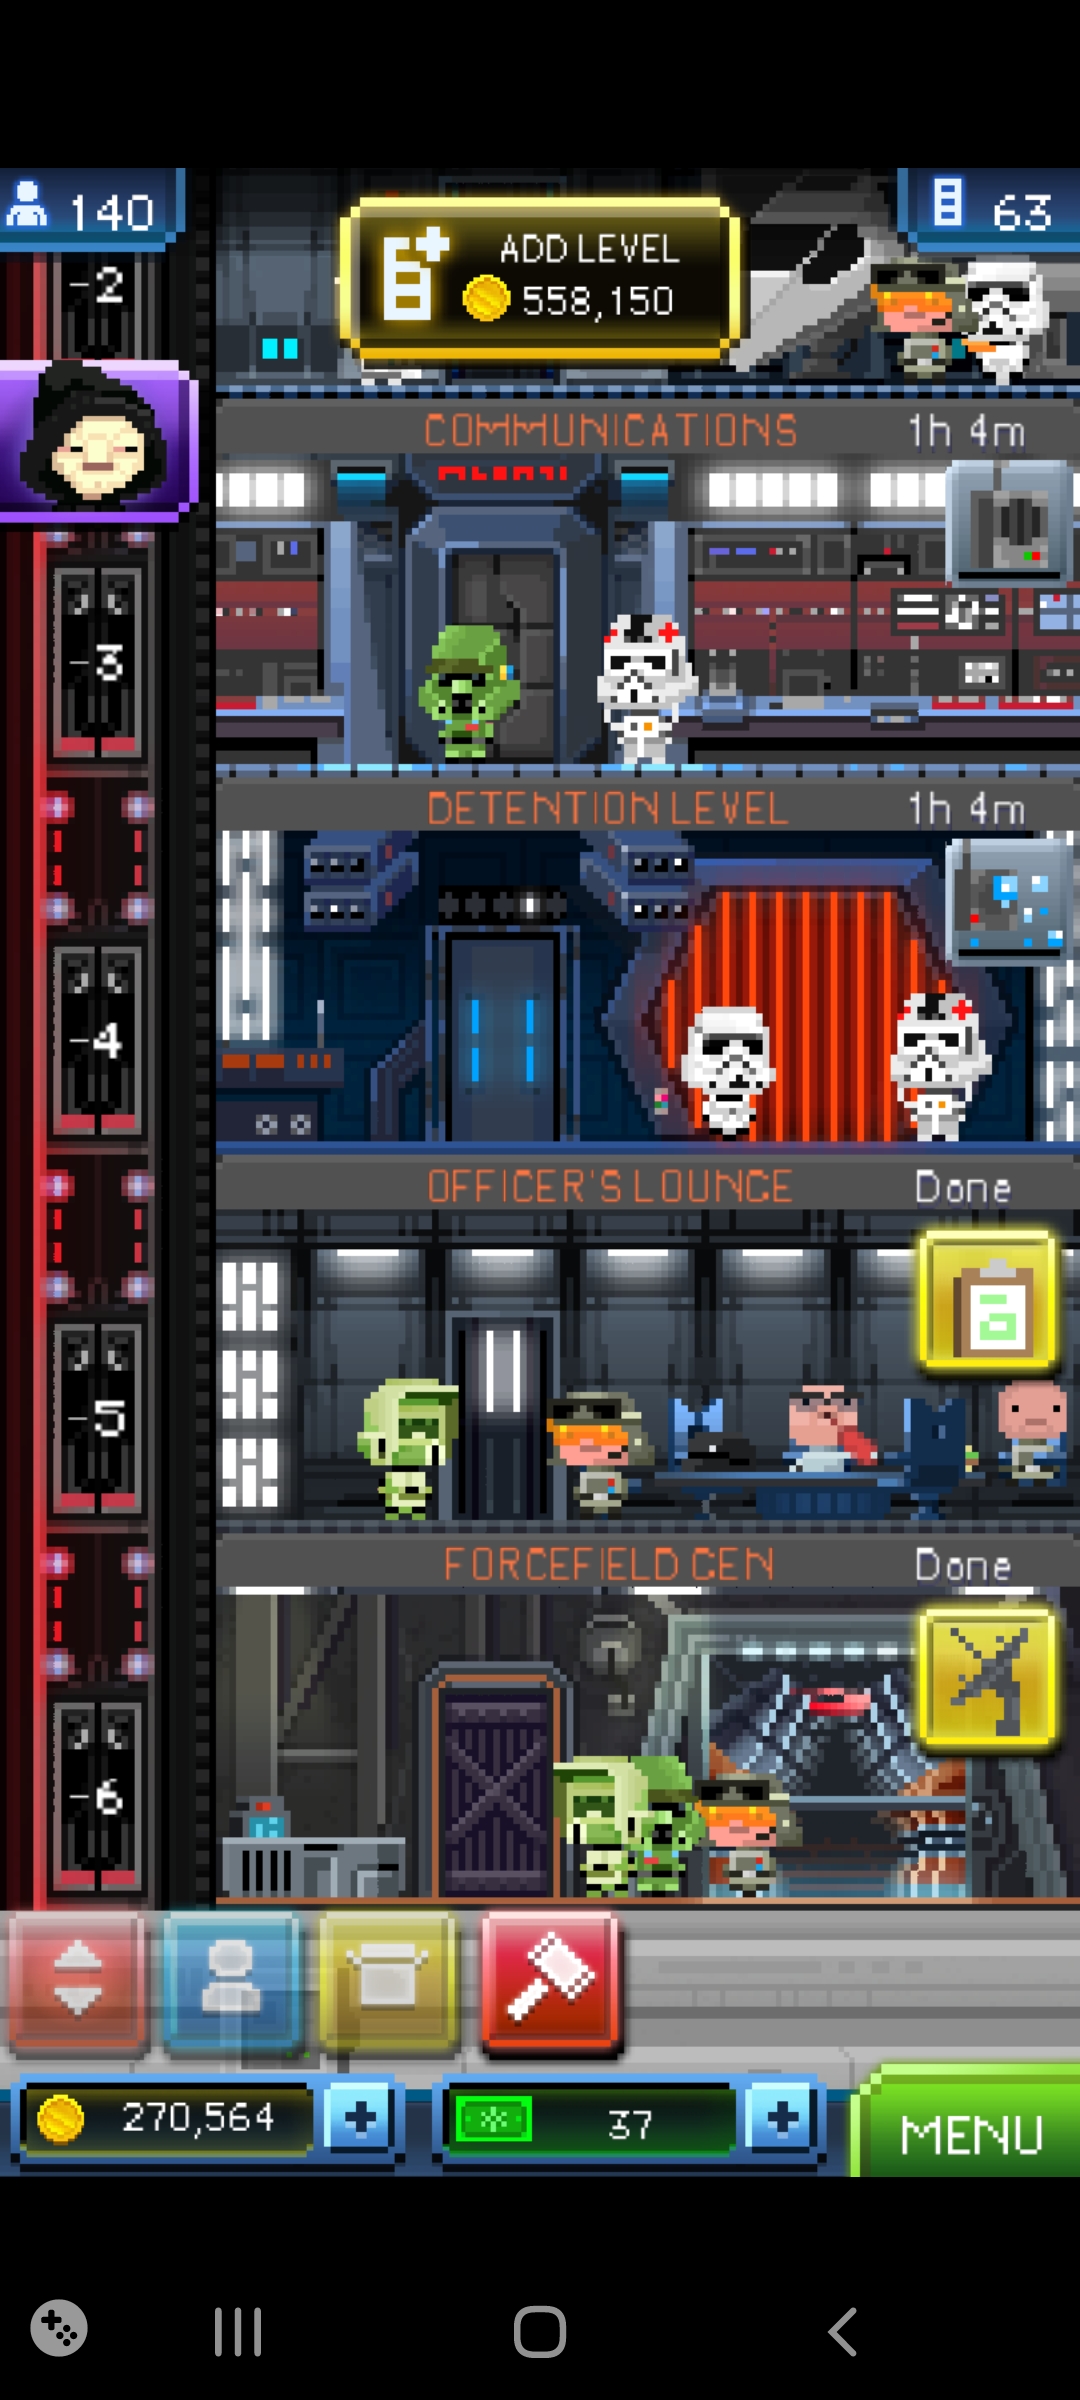 140
63
ADD LEVEL
558,150
-2
COMMUNICATIONS 1h 4m
-3
DETENTION LEVEL 1h 4m
-4
OFFICER'S LOUNGE Done
-5
FORCEFIELD GEN Done
-6
270,564
37
MENU